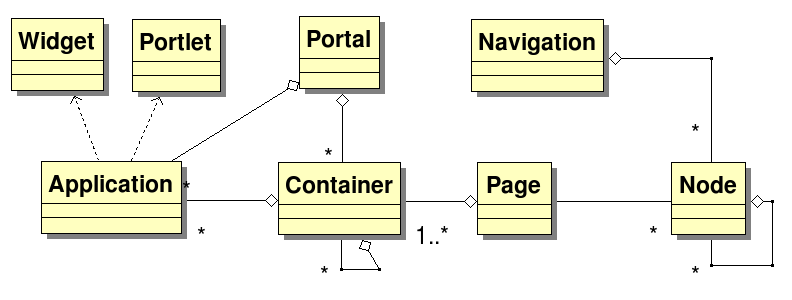 Widget
Portlet
Portal
Navigation
*
*
Application
*
Container
Page
Node
*
1..*
*
*
*